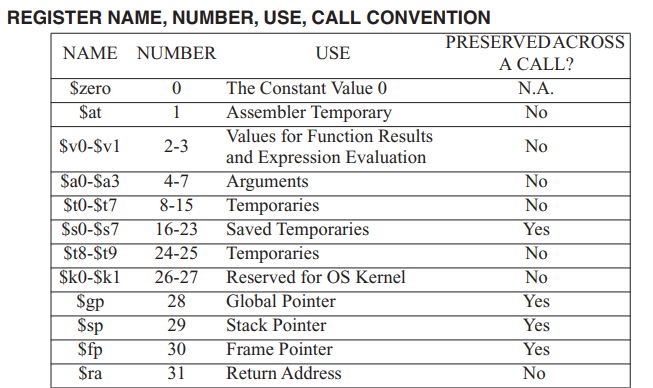 REGISTER NAME, NUMBER, USE, CALL CONVENTION
NAME NUMBER USE PRESERVEDACROSS A CALL?
$zero 0 The Constant Value 0 N.A.
$at 1 Assembler Temporary No
$v0-$v1 2-3 Values for Function Results and Expression Evaluation No
$a0-$a3 4-7 Arguments No
$t0-$t7 8-15 Temporaries No
$s0-$s7 16-23 Saved Temporaries Yes
$t8-$t9 24-25 Temporaries No
$k0-$k1 26-27 Reserved for OS Kernel No
$gp 28 Global Pointer Yes
$sp 29 Stack Pointer Yes
$fp 30 Frame Pointer Yes
$ra 31 Return Address No